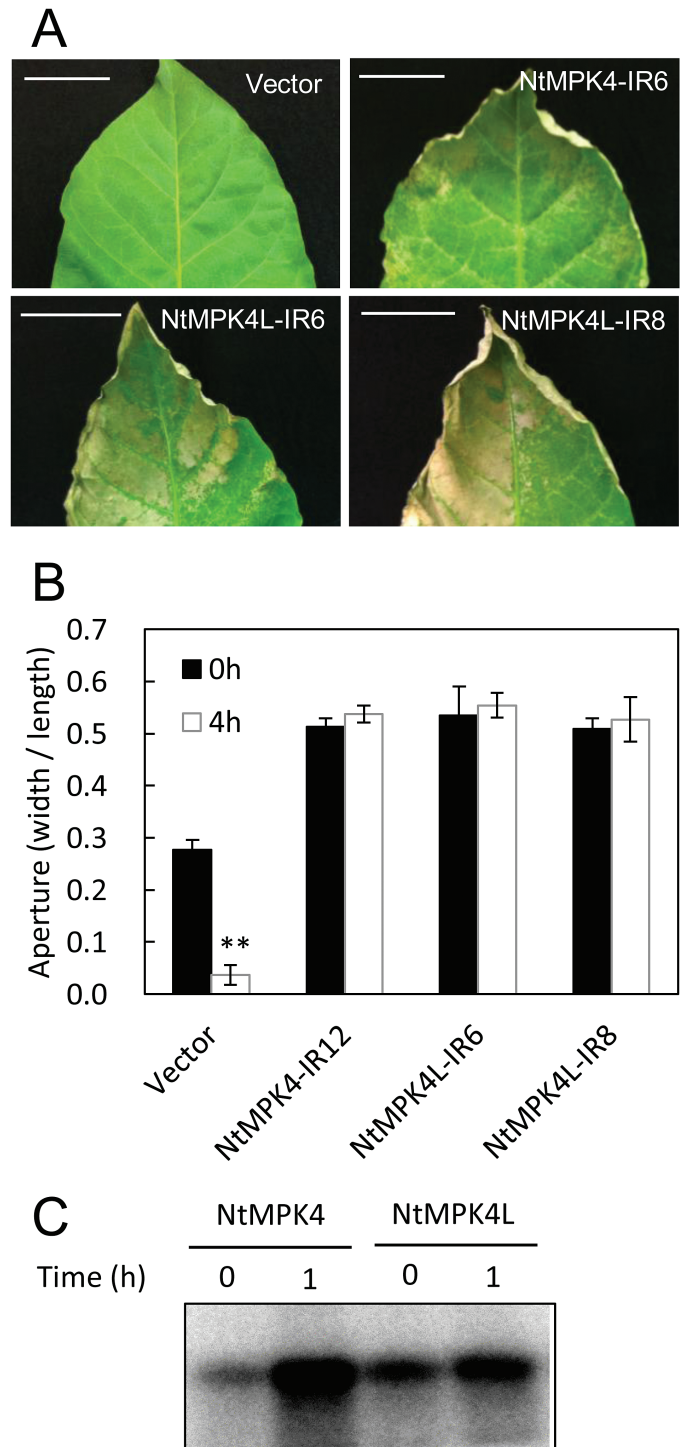 A
Vector
NtMPK4-IR6
NtMPK4L-IR6
NtMPK4L-IR8
B
0.7
0.6
0.5
0.4
0.3
0.2
0.1
0.0
Aperture (width / length)
0h
4h
**
Vector
NtMPK4-IR12
NtMPK4L-IR6
NtMPK4L-IR8
C
NtMPK4 NtMPK4L
Time (h) 0 1 0 1